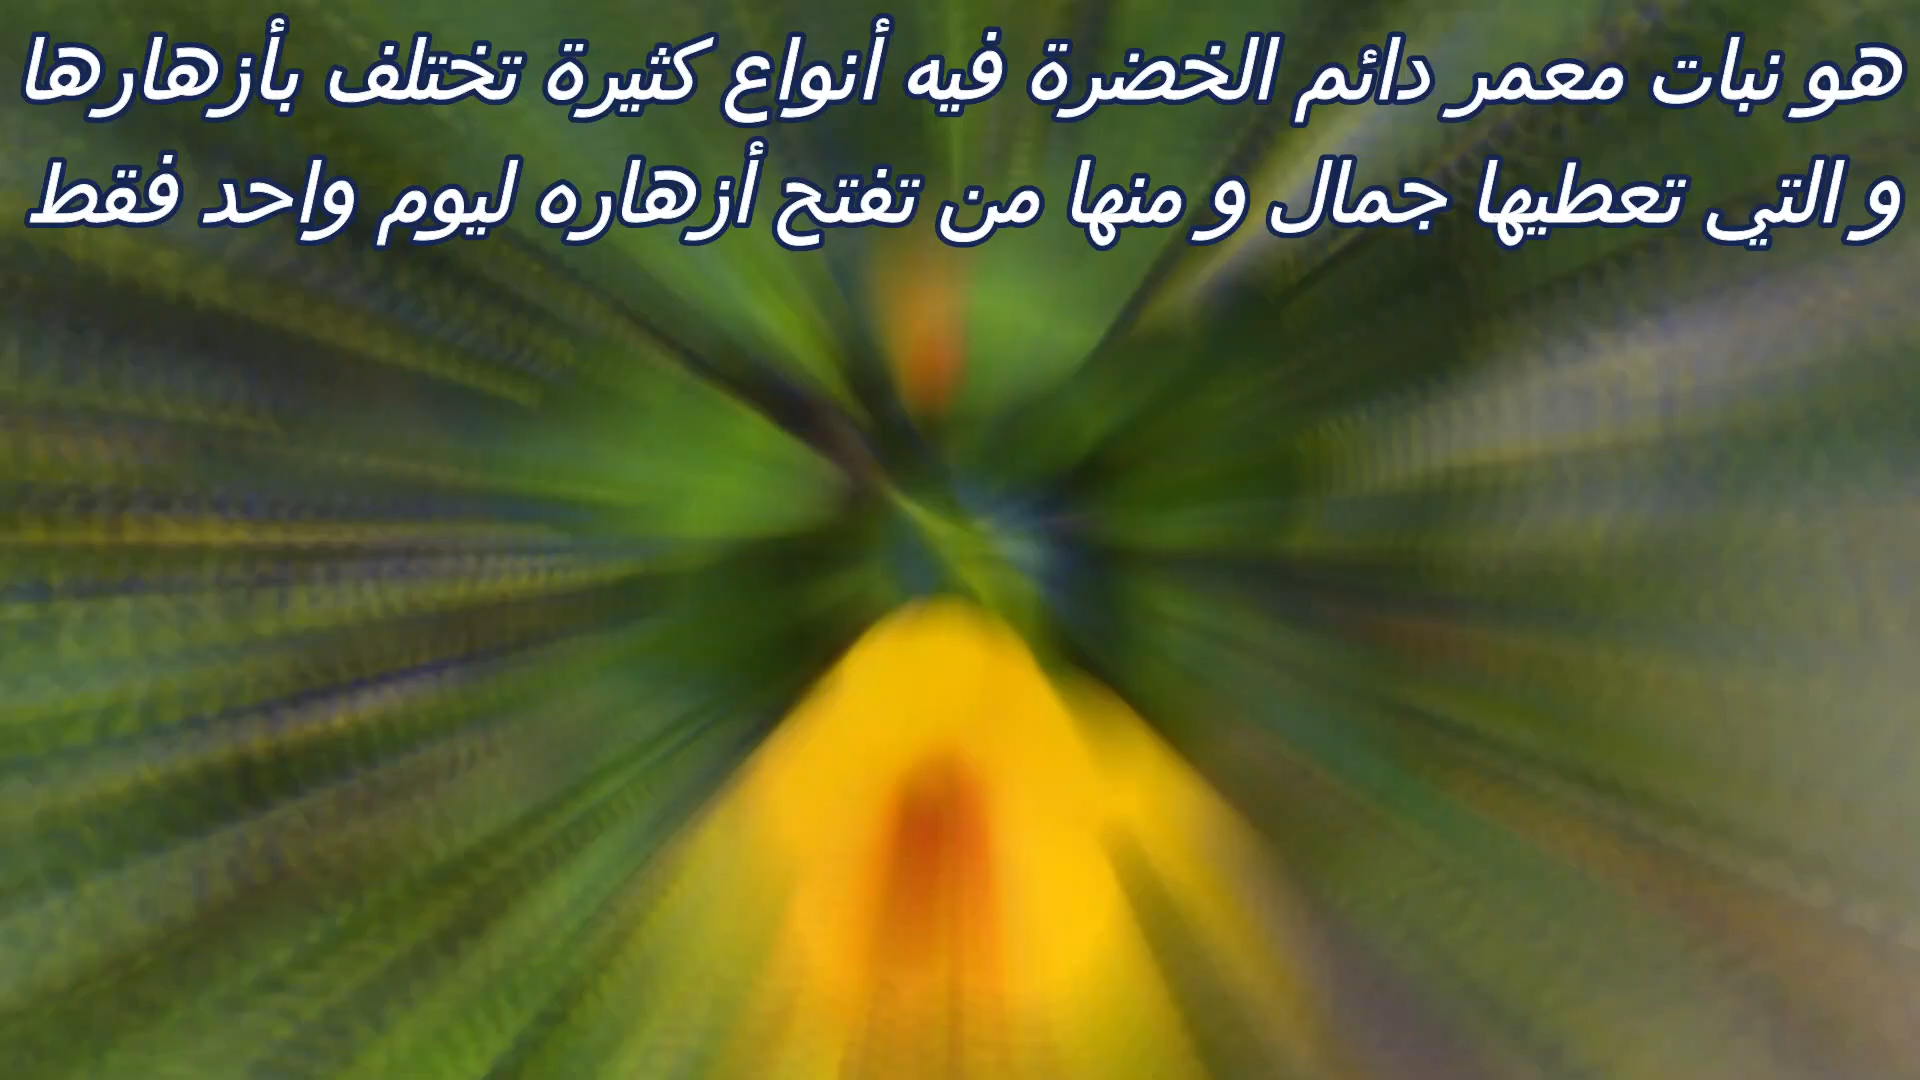 هو نبات معمر دائم الخضرة فيه أنواع كثيرة تختلف بأزهارها
و التي تعطيها جمال و منها من تفتح أزهاره ليوم واحد فقط